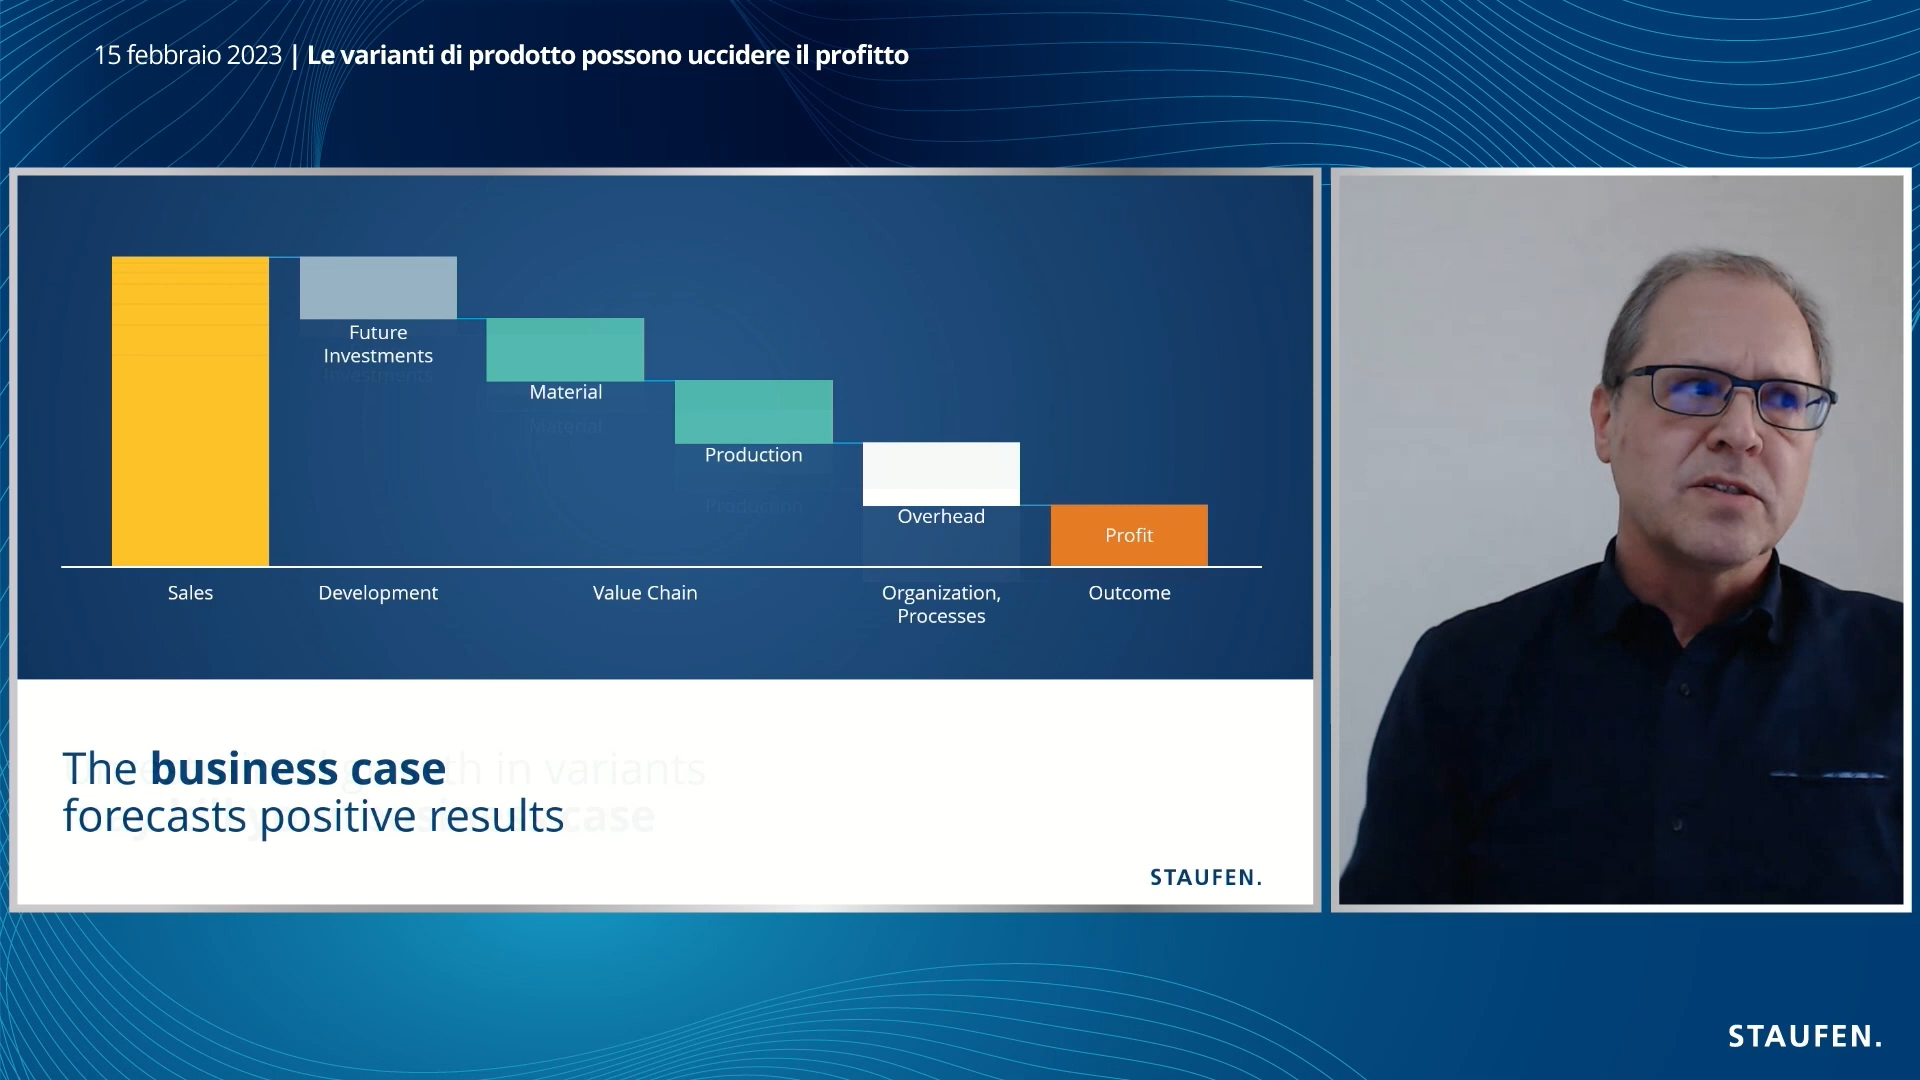 15 febbraio 2023 | Le varianti di prodotto possono uccidere il profitto
Future
Investments
Material
Production
Overhead
Profit
Sales
Development
Value Chain
Organization,
Processes
Outcome
The business case
forecasts positive results
STAUFEN.
STAUFEN.